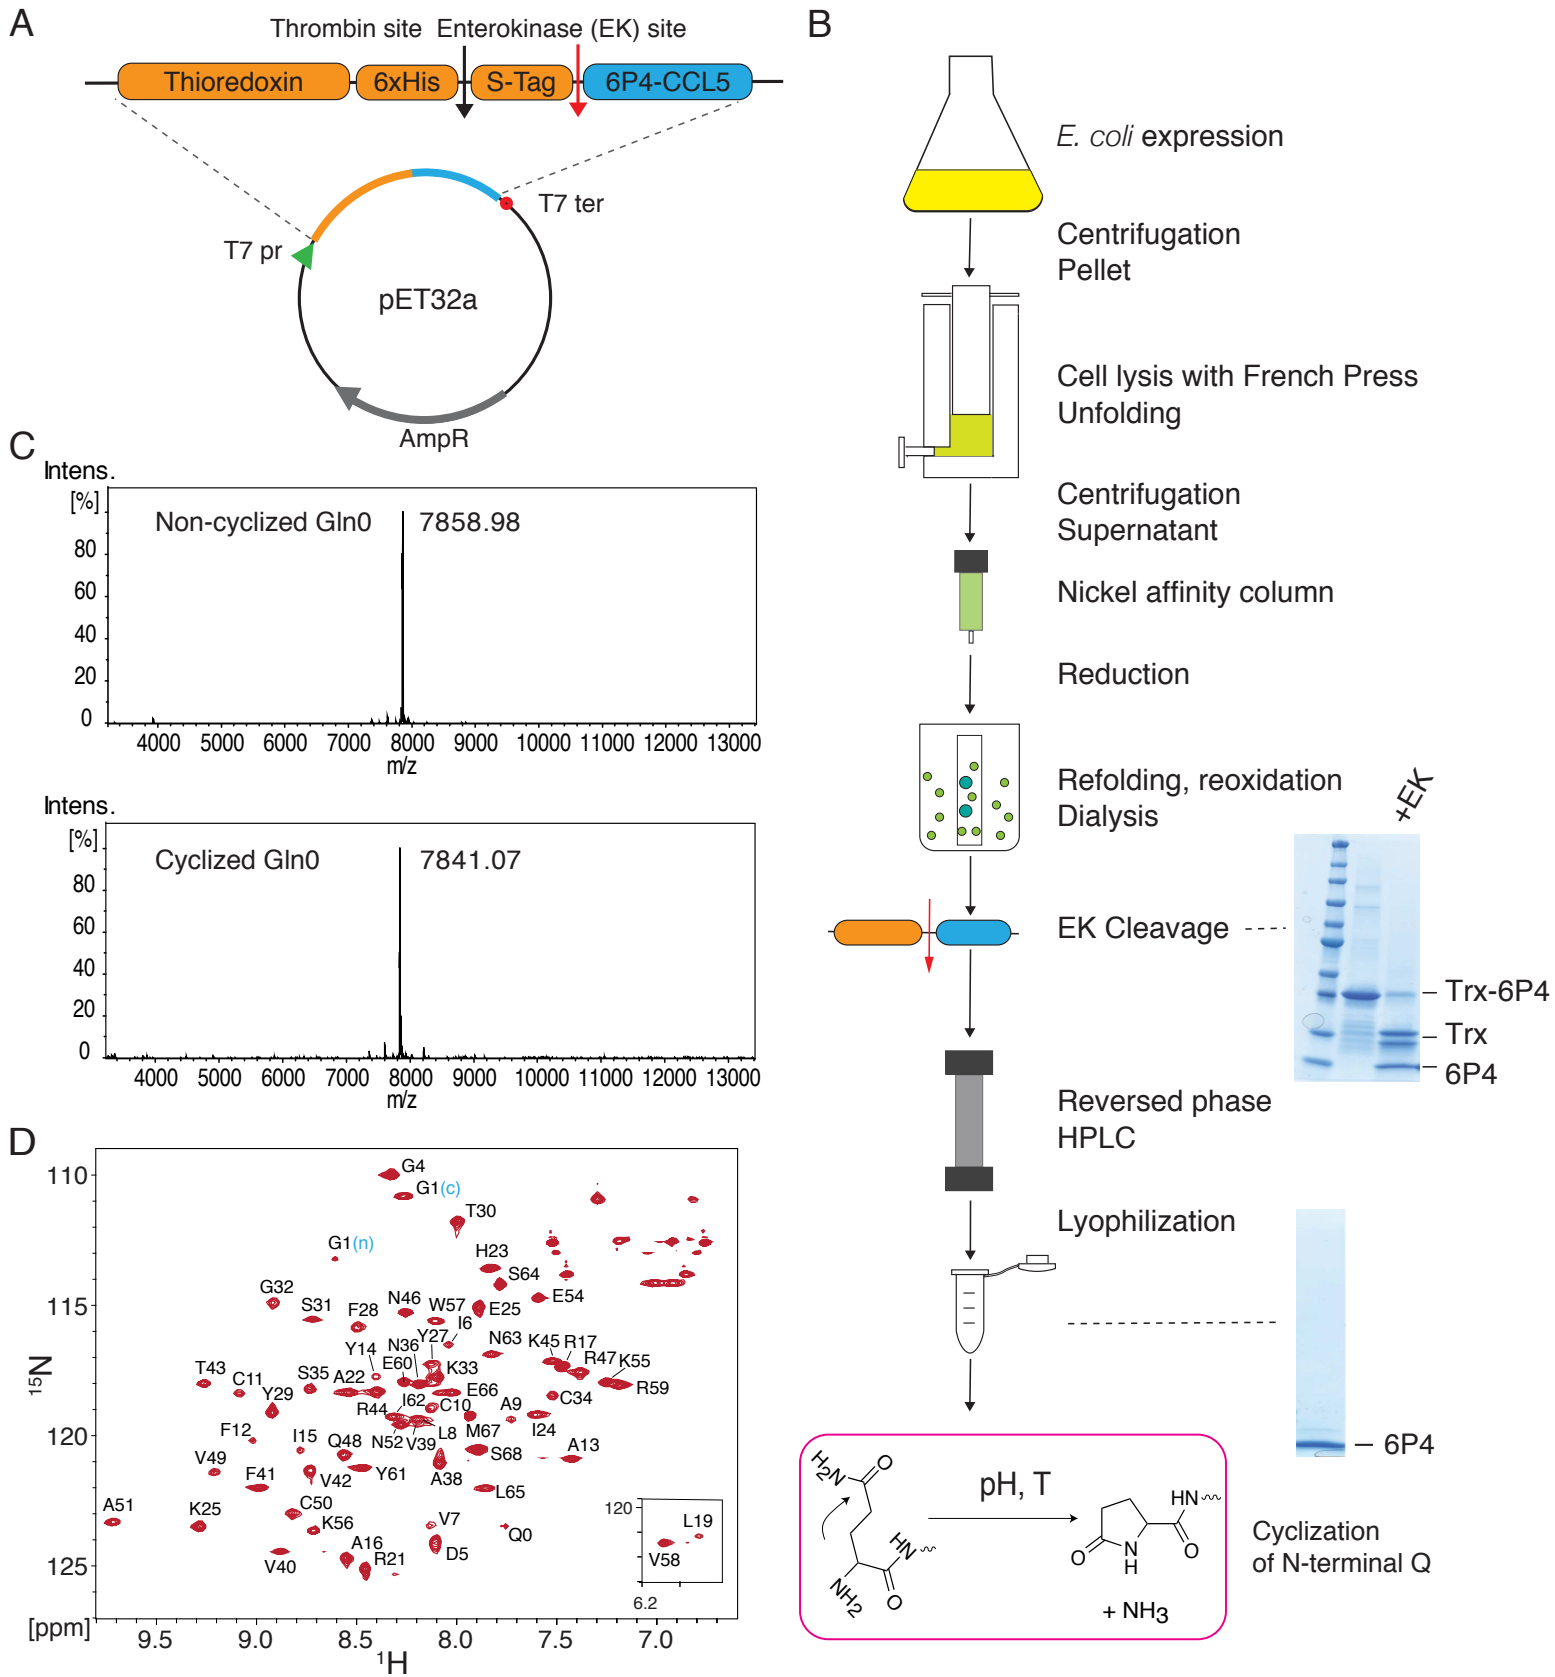 A
Thrombin site Enterokinase (EK) site
Thioredoxin 6xHis S-Tag 6P4-CCL5
T7 pr
T7 ter
pET32a
AmpR
B
E. coli expression
Centrifugation
Pellet
Cell lysis with French Press
Unfolding
Centrifugation
Supernatant
Nickel affinity column
Reduction
Refolding, reoxidation
Dialysis
+EK
EK Cleavage
Trx-6P4
Trx
6P4
Reversed phase
HPLC
Lyophilization
6P4
H2N
O
HN
NH2
O
pH, T
O
N
H
HN
O
+ NH3
Cyclization
of N-terminal Q
C
Intens.
[%]
Non-cyclized Gln0 7858.98
80
60
40
20
0
4000 5000 6000 7000 8000 9000 10000 11000 12000 13000
m/z
Intens.
[%]
Cyclized Gln0 7841.07
80
60
40
20
0
4000 5000 6000 7000 8000 9000 10000 11000 12000 13000
m/z
D
110
115
120
125
15N
[ppm]
G4
G1(c)
T30
G1(n)
H23
S64
G32
S31
F28
N46
W57
E25
E54
I6
Y14
N36
Y27
E60
K33
N63
K45
R17
R47
K55
R59
T43
C11
Y29
S35
A22
I62
E66
C10
A9
C34
I24
R44
N52
V39
L8
M67
S68
A13
F12
I15
Q48
V49
F41
V42
Y61
A38
L65
A51
K25
C50
K56
V7
Q0
D5
V40
A16
R21
120
L19
V58
6.2
9.5 9.0 8.5 8.0 7.5 7.0
1H